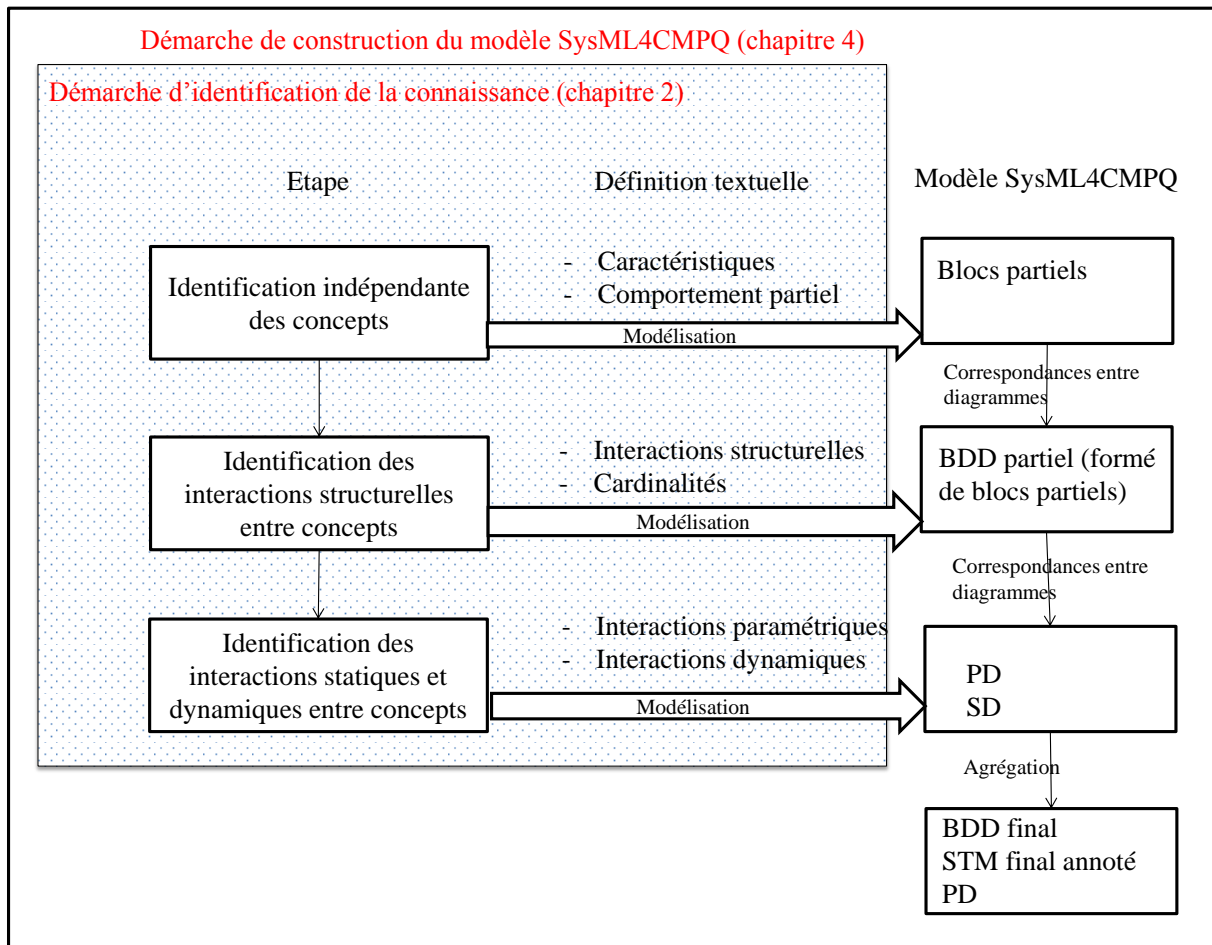 Démarche de construction du modèle SysML4CMPQ (chapitre 4)
Démarche d’identification de la connaissance (chapitre 2)
Etape
Définition textuelle
Modèle SysML4CMPQ
Identification indépendante
des concepts
- Caractéristiques
- Comportement partiel
Modélisation
Blocs partiels
Correspondances entre
diagrammes
Identification des
interactions structurelles
entre concepts
- Interactions structurelles
- Cardinalités
Modélisation
BDD partiel (formé
de blocs partiels)
Correspondances entre
diagrammes
Identification des
interactions statiques et
dynamiques entre concepts
- Interactions paramétriques
- Interactions dynamiques
Modélisation
PD
SD
Agrégation
BDD final
STM final annoté
PD